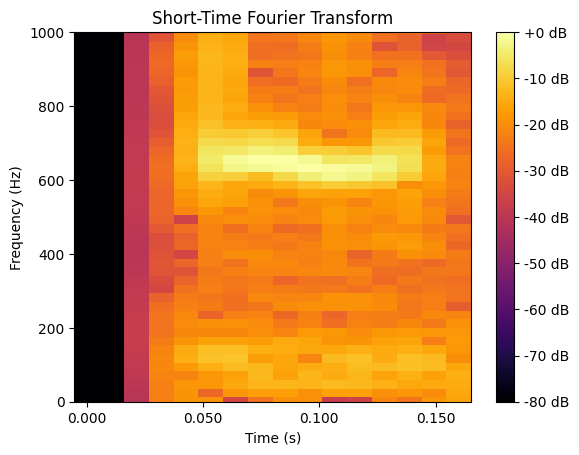 Short-Time Fourier Transform
Frequency (Hz)
1000
800
600
400
200
0
0.000
0.050
0.100
0.150
Time (s)
+0 dB
-10 dB
-20 dB
-30 dB
-40 dB
-50 dB
-60 dB
-70 dB
-80 dB